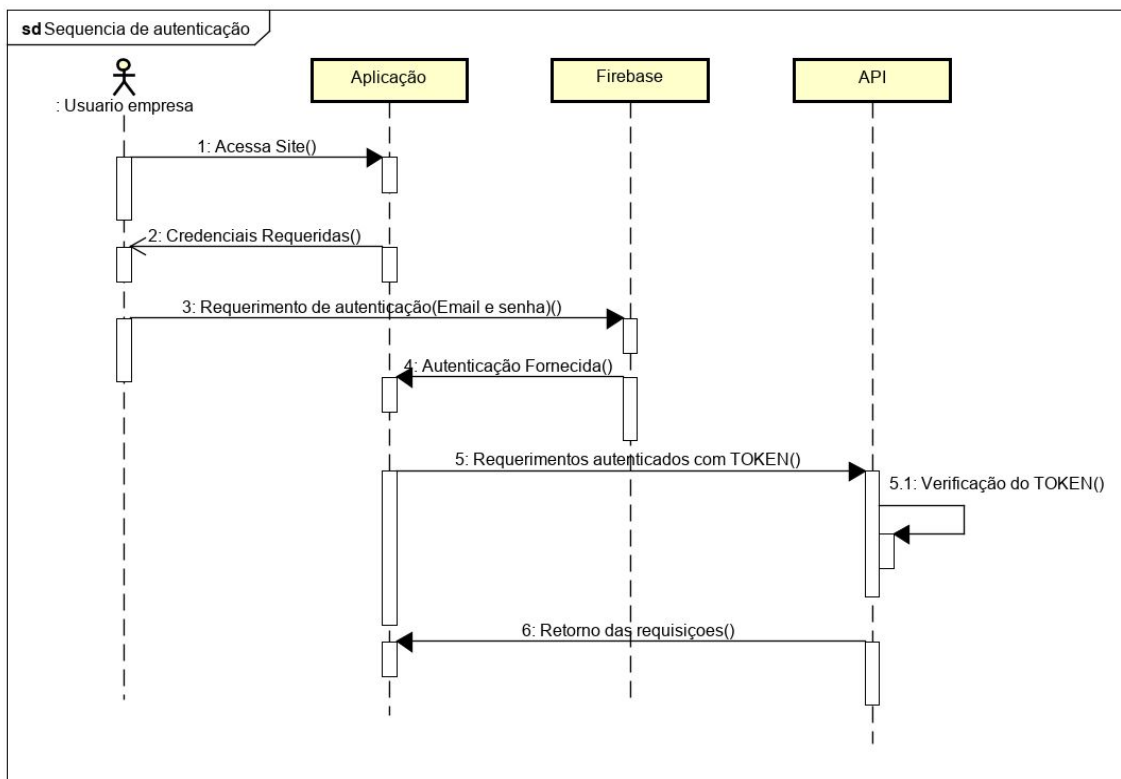 sd Sequencia de autenticação
: Usuario empresa
Aplicação
Firebase
API
1: Acessa Site()
2: Credenciais Requeridas()
3: Requerimento de autenticação(Email e senha)()
4: Autenticação Fornecida()
5: Requerimentos autenticados com TOKEN()
5.1: Verificação do TOKEN()
6: Retorno das requisiçoes()